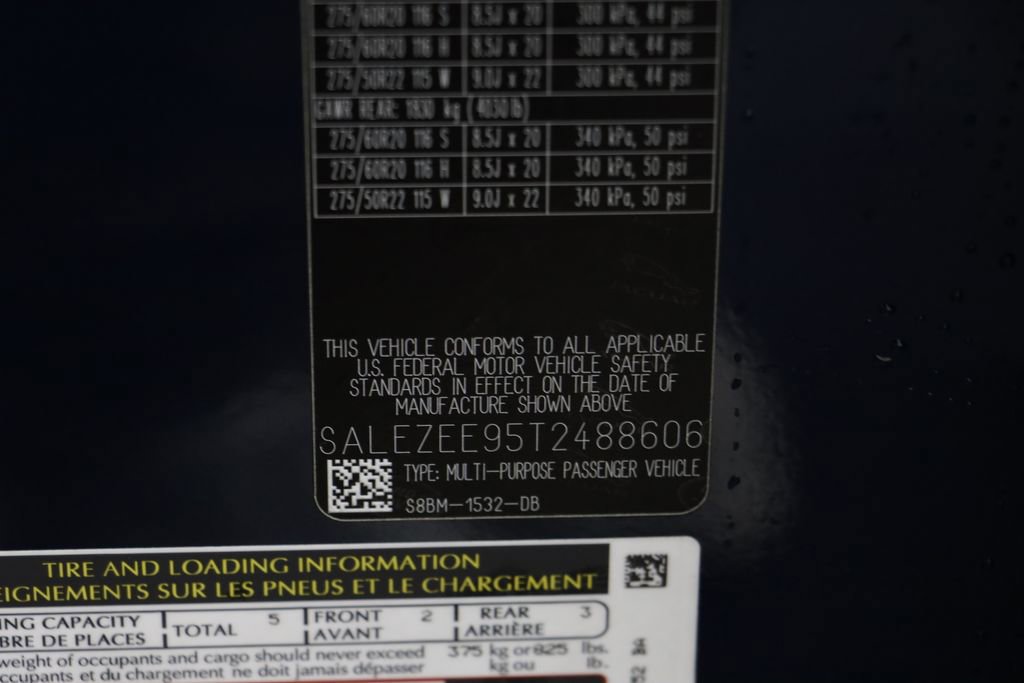 275/60R20 116 S 8.5J x 20 300 kPa, 44 psi
275/60R20 116 H 8.5J x 20 300 kPa, 44 psi
275/50R22 115 W 9.0J x 22 300 kPa, 44 psi
GAWR REAR: 1830 kg (4030 lb)
275/60R20 116 S 8.5J x 20 340 kPa, 50 psi
275/60R20 116 H 8.5J x 20 340 kPa, 50 psi
275/50R22 115 W 9.0J x 22 340 kPa, 50 psi
THIS VEHICLE CONFORMS TO ALL APPLICABLE
U.S. FEDERAL MOTOR VEHICLE SAFETY
STANDARDS IN EFFECT ON THE DATE OF
MANUFACTURE SHOWN ABOVE
SALEZEE95T2488606
TYPE: MULTI-PURPOSE PASSENGER VEHICLE
S8BM-1532-DB
TIRE AND LOADING INFORMATION
EIGNEMENTS SUR LES PNEUS ET LE CHARGEMENT
ING CAPACITY TOTAL 5 FRONT 2 REAR 3
BRE DE PLACES AVANT ARRIÈRE
weight of occupants and cargo should never exceed 375 kg or 825 lbs.
ccupants et du chargement ne doit jamais dépasser kg ou lb.